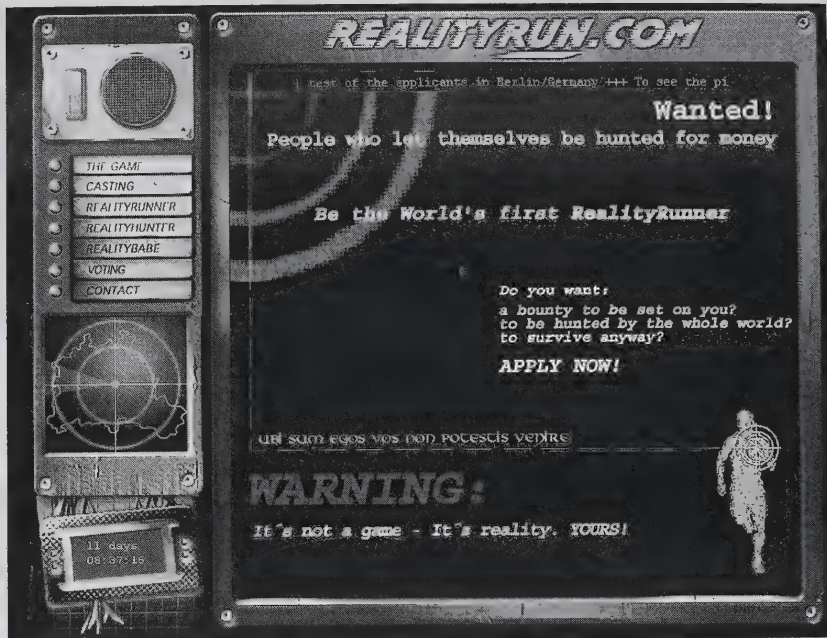 REALITYRUN.COM
test of the applicants in Berlin/Germany +++ To see the pi
Wanted!
People who let themselves be hunted for money
THE GAME
CASTING
REALITYRUNNER
REALITYHUNTER
REALITYBABE
VOTING
CONTACT
Be the World's first RealityRunner
Do you want:
a bounty to be set on you?
to be hunted by the whole world?
to survive anyway?
APPLY NOW!
ubi sum egos vos non potestis venire
WARNING:
It´s not a game - It´s reality. YOURS!
11 days
08:37:16